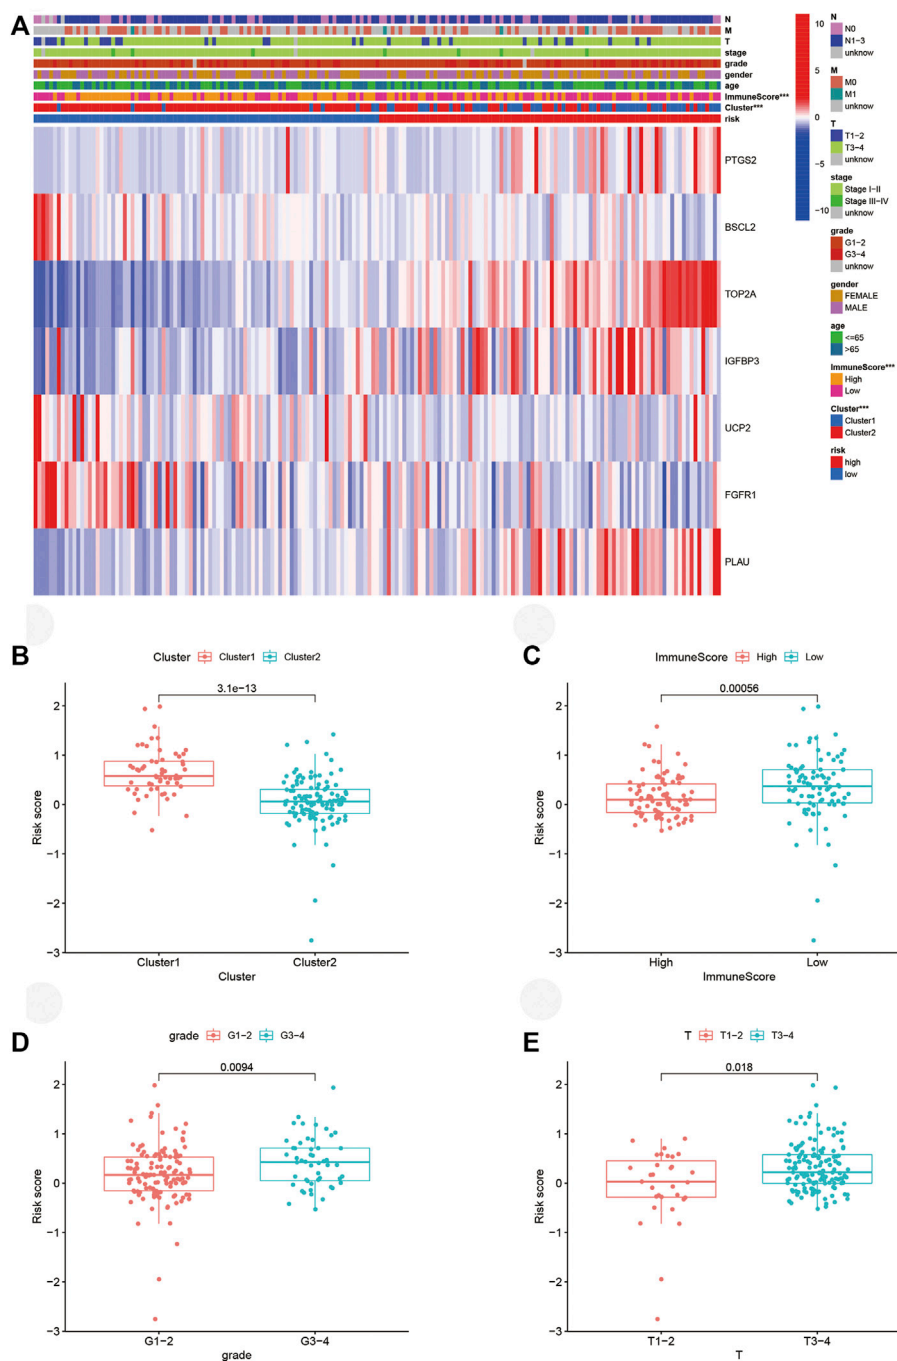 A
N
M
T
stage
grade
gender
age
ImmuneScore***
Cluster***
risk
PTGS2
BSCL2
TOP2A
IGFBP3
UCP2
FGFR1
PLAU
10
5
0
−5
−10
N
N0
N1−3
unknow
M
M0
M1
unknow
T
T1−2
T3−4
unknow
stage
Stage I−II
Stage III−IV
unknow
grade
G1−2
G3−4
unknow
gender
FEMALE
MALE
age
<=65
>65
ImmuneScore***
High
Low
Cluster***
Cluster1
Cluster2
risk
high
low
B
Cluster Cluster1 Cluster2
3.1e−13
2
1
0
−1
−2
−3
Risk score
Cluster1 Cluster2
Cluster
C
ImmuneScore High Low
0.00056
2
1
0
−1
−2
−3
Risk score
High Low
ImmuneScore
D
grade G1−2 G3−4
0.0094
2
1
0
−1
−2
−3
Risk score
G1−2 G3−4
grade
E
T T1−2 T3−4
0.018
2
1
0
−1
−2
−3
Risk score
T1−2 T3−4
T